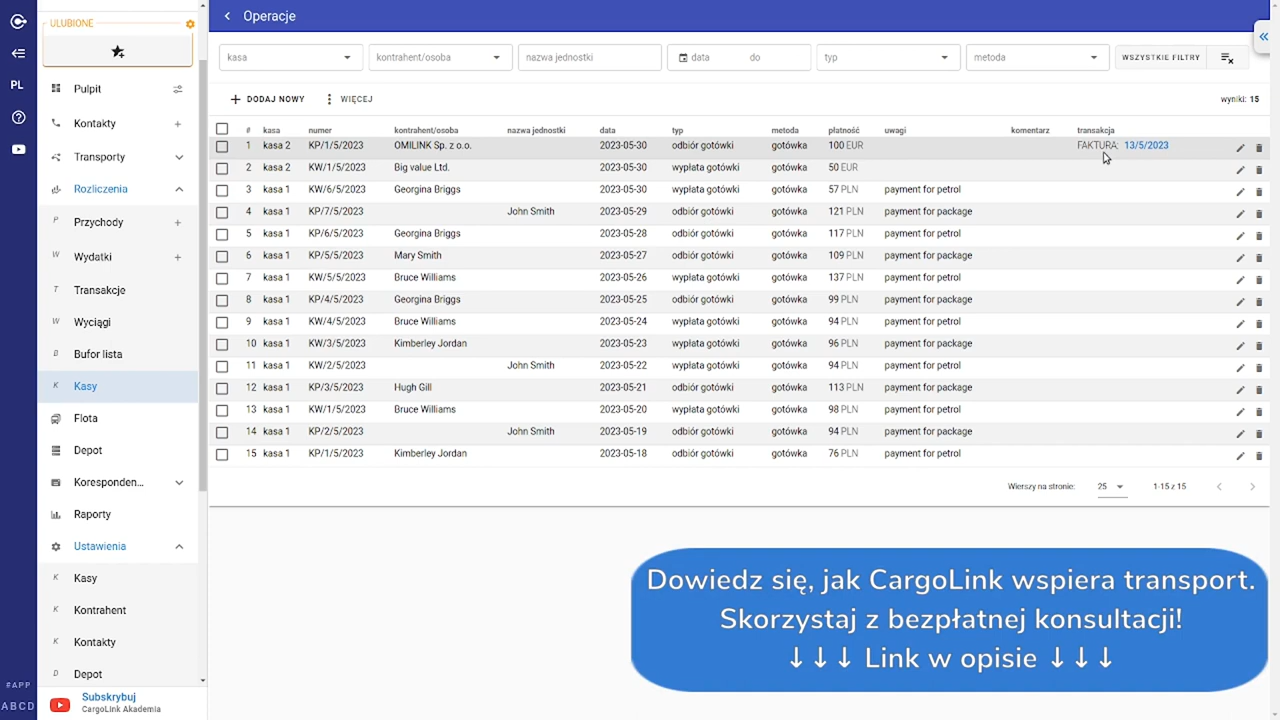 ULUBIONE
Operacje
kasa
kontrahent/osoba
nazwa jednostki
data
do
typ
metoda
WSZYSTKIE FILTRY
PL
Pulpit
Kontakty
Transporty
Rozliczenia
P Przychody
W Wydatki
T Transakcje
W Wyciągi
B Bufor lista
K Kasy
Flota
Depot
Koresponden...
Raporty
Ustawienia
K Kasy
K Kontrahent
K Kontakty
D Depot
#APP
ABCD
Subskrybuj
CargoLink Akademia
DODAJ NOWY
WIĘCEJ
wyniki: 15
# kasa numer kontrahent/osoba nazwa jednostki data typ metoda płatność uwagi komentarz transakcja
1 kasa 2 KP/1/5/2023 OMILINK Sp. z o.o. 2023-05-30 odbiór gotówki gotówka 100 EUR FAKTURA: 13/5/2023
2 kasa 2 KW/1/5/2023 Big value Ltd. 2023-05-30 wypłata gotówki gotówka 50 EUR
3 kasa 1 KW/6/5/2023 Georgina Briggs 2023-05-30 wypłata gotówki gotówka 57 PLN payment for petrol
4 kasa 1 KP/7/5/2023 John Smith 2023-05-29 odbiór gotówki gotówka 121 PLN payment for package
5 kasa 1 KP/6/5/2023 Georgina Briggs 2023-05-28 odbiór gotówki gotówka 117 PLN payment for petrol
6 kasa 1 KP/5/5/2023 Mary Smith 2023-05-27 odbiór gotówki gotówka 109 PLN payment for package
7 kasa 1 KW/5/5/2023 Bruce Williams 2023-05-26 wypłata gotówki gotówka 137 PLN payment for petrol
8 kasa 1 KP/4/5/2023 Georgina Briggs 2023-05-25 odbiór gotówki gotówka 99 PLN payment for package
9 kasa 1 KW/4/5/2023 Bruce Williams 2023-05-24 wypłata gotówki gotówka 94 PLN payment for petrol
10 kasa 1 KW/3/5/2023 Kimberley Jordan 2023-05-23 wypłata gotówki gotówka 96 PLN payment for package
11 kasa 1 KW/2/5/2023 John Smith 2023-05-22 wypłata gotówki gotówka 94 PLN payment for petrol
12 kasa 1 KP/3/5/2023 Hugh Gill 2023-05-21 odbiór gotówki gotówka 113 PLN payment for package
13 kasa 1 KW/1/5/2023 Bruce Williams 2023-05-20 wypłata gotówki gotówka 98 PLN payment for petrol
14 kasa 1 KP/2/5/2023 John Smith 2023-05-19 odbiór gotówki gotówka 94 PLN payment for package
15 kasa 1 KP/1/5/2023 Kimberley Jordan 2023-05-18 odbiór gotówki gotówka 76 PLN payment for petrol
Wierszy na stronie: 25 1-15 z 15
Dowiedz się, jak CargoLink wspiera transport.
Skorzystaj z bezpłatnej konsultacji!
↓↓↓ Link w opisie ↓↓↓